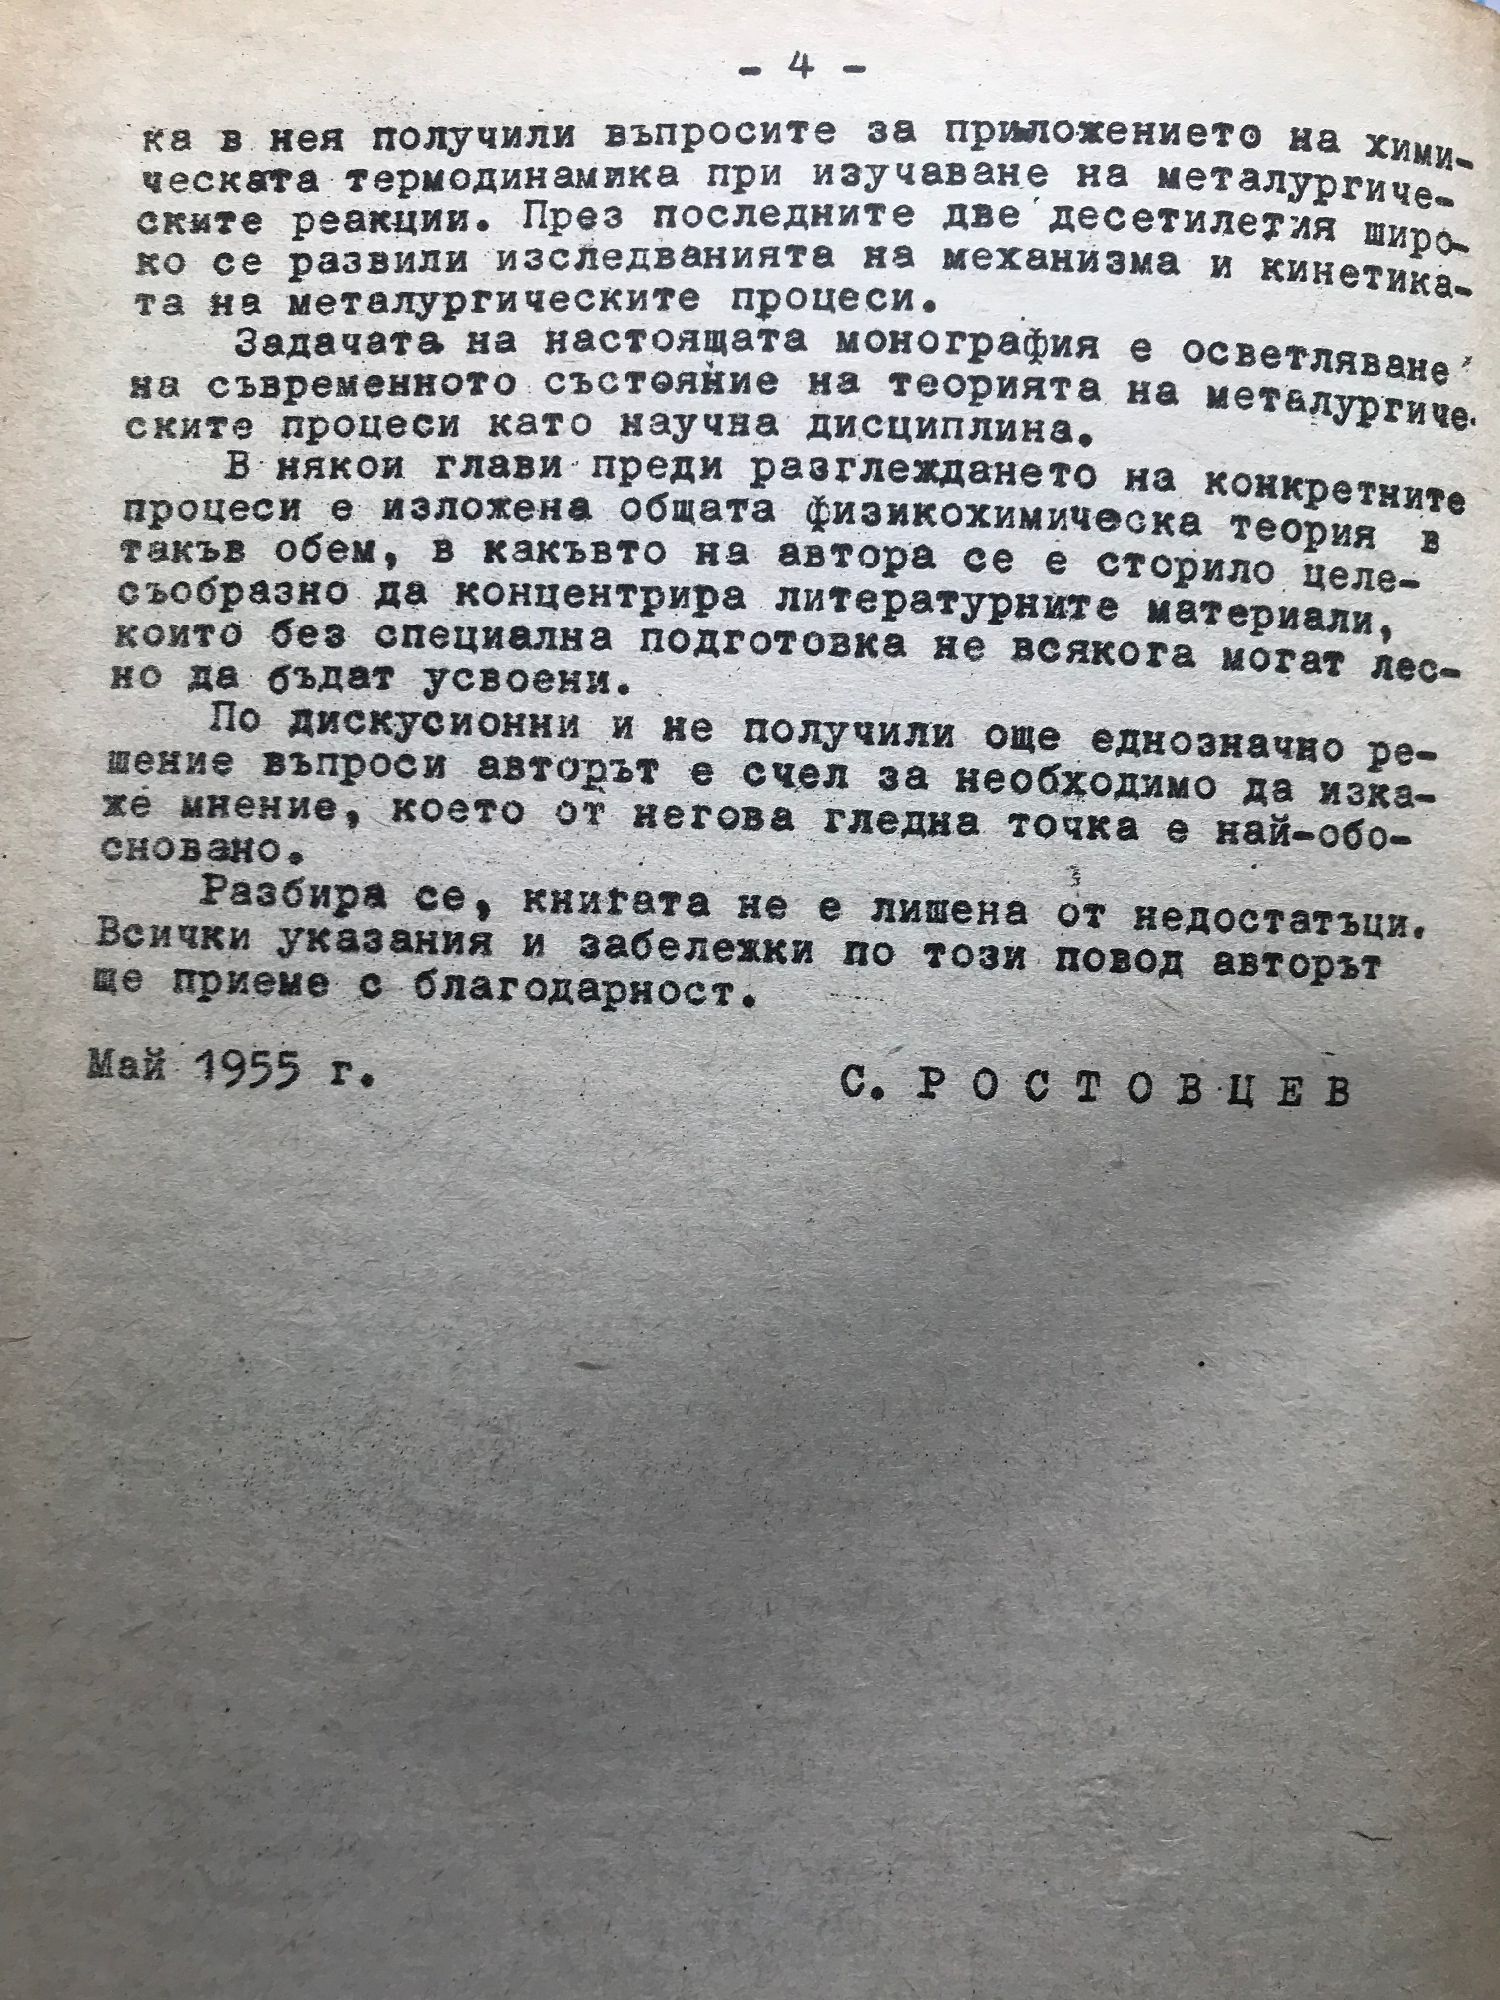 - 4 -
ка в нея получили въпросите за приложението на хими-
ческата термодинамика при изучаване на металургиче-
ските реакции. През последните две десетилетия широ-
ко се развили изследванията на механизма и кинетика-
та на металургическите процеси.
Задачата на настоящата монография е осветляване
на съвременното състояние на теорията на металургиче-
ските процеси като научна дисциплина.
В някои глави преди разглеждането на конкретните
процеси е изложена общата физикохимическа теория в
такъв обем, в какъвто на автора се е сторило целе-
съобразно да концентрира литературните материали,
които без специална подготовка не всякога могат лес-
но да бъдат усвоени.
По дискусионни и не получили още еднозначно ре-
шение въпроси авторът е счел за необходимо да изка-
же мнение, което от негова гледна точка е най-обо-
сновано.
Разбира се, книгата не е лишена от недостатъци.
Всички указания и забележки по този повод авторът
ще приеме с благодарност.
Май 1955 г.
С. РОСТОВЦЕВ